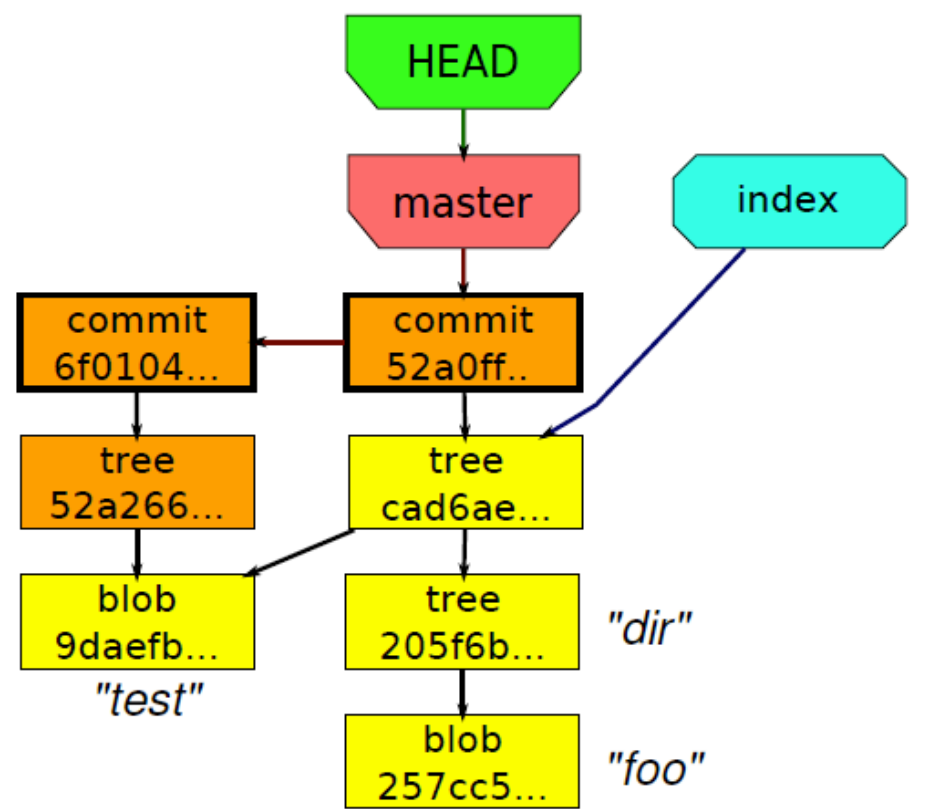 HEAD
master
index
commit
6f0104...
commit
52a0ff..
tree
52a266...
tree
cad6ae...
blob
9daefb...
"test"
tree
205f6b...
"dir"
blob
257cc5...
"foo"